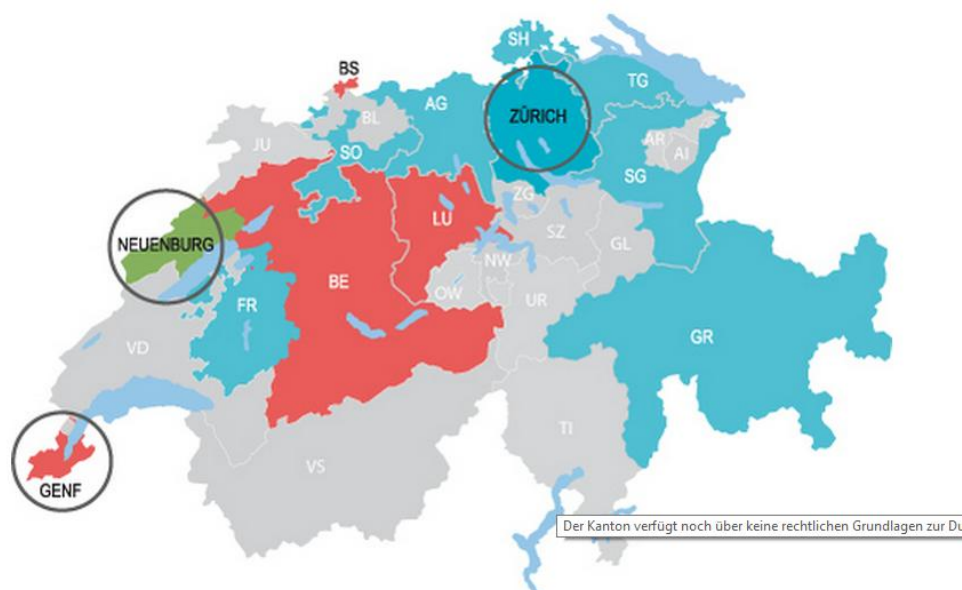 SH
BS
TG
AG
ZÜRICH
BL
JU
SO
AR
AI
SG
ZG
LU
NEUENBURG
SZ
GL
NW
BE
OW
UR
FR
GR
VD
TI
VS
GENF
Der Kanton verfügt noch über keine rechtlichen Grundlagen zur Du